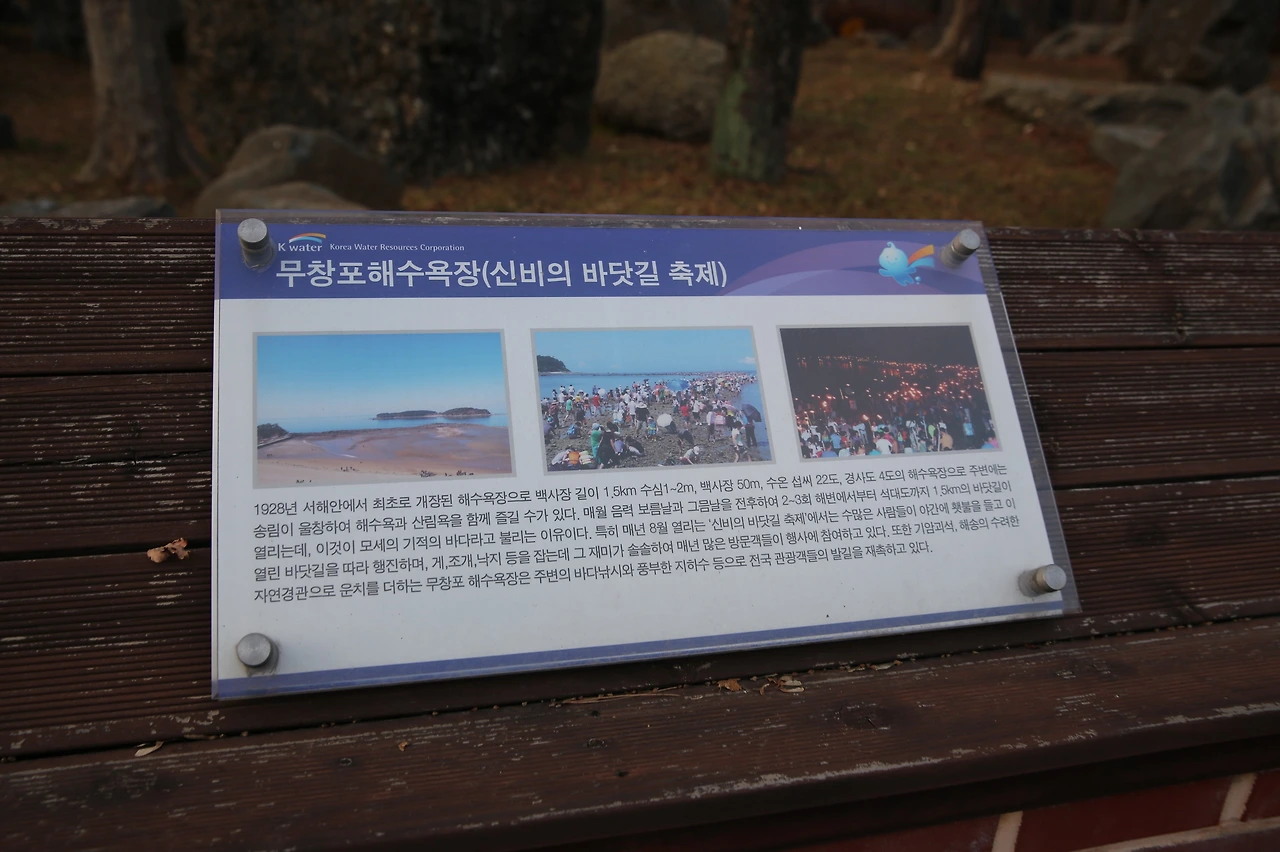 K water Korea Water Resources Corporation
무창포해수욕장(신비의 바닷길 축제)
1928년 서해안에서 최초로 개장된 해수욕장으로 백사장 길이 1.5km 수심1~2m, 백사장 50m, 수온 섭씨 22도, 경사도 4도의 해수욕장으로 주변에는
송림이 울창하여 해수욕과 산림욕을 함께 즐길 수가 있다. 매월 음력 보름날과 그믐날을 전후하여 2~3회 해변에서부터 석대도까지 1.5km의 바닷길이
열리는데, 이것이 모세의 기적의 바다라고 불리는 이유이다. 특히 매년 8월 열리는 '신비의 바닷길 축제'에서는 수많은 사람들이 야간에 횃불을 들고 이
열린 바닷길을 따라 행진하며, 게,조개,낙지 등을 잡는데 그 재미가 솔솔하여 매년 많은 방문객들이 행사에 참여하고 있다. 또한 기암괴석, 해송의 수려한
자연경관으로 운치를 더하는 무창포 해수욕장은 주변의 바다낚시와 풍부한 지하수 등으로 전국 관광객들의 발길을 재촉하고 있다.